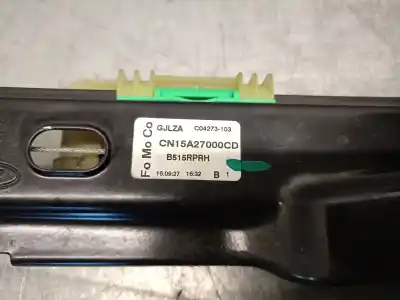 Fo Mo Co
GJLZA C04273-103
CN15A27000CD
B515RPRH
16:09:27 16:32 B 1